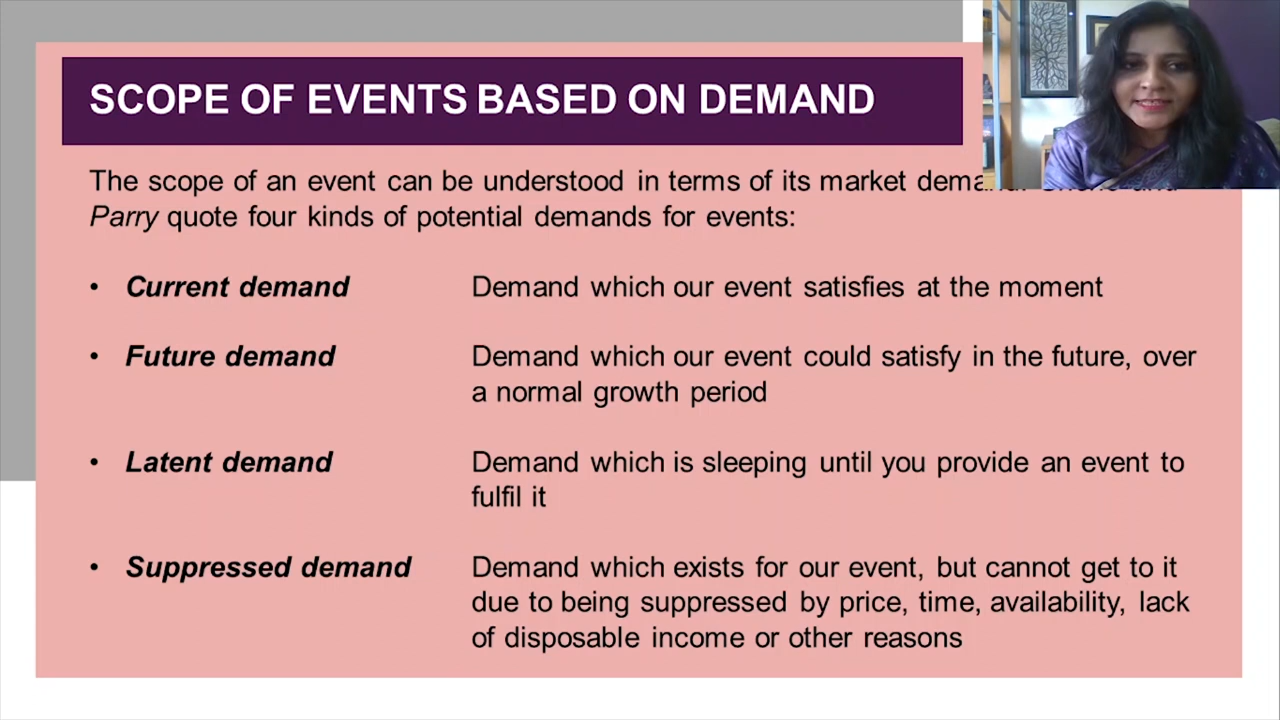 SCOPE OF EVENTS BASED ON DEMAND
The scope of an event can be understood in terms of its market
Parry quote four kinds of potential demands for events:
• Current demand Demand which our event satisfies at the moment
• Future demand Demand which our event could satisfy in the future, over
a normal growth period
• Latent demand Demand which is sleeping until you provide an event to
fulfil it
• Suppressed demand Demand which exists for our event, but cannot get to it
due to being suppressed by price, time, availability, lack
of disposable income or other reasons